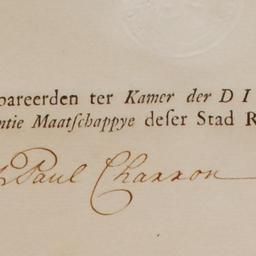 pareerden ter Kamer der D I
ntie Maatſchappye deſer Stad R
Paul Charron